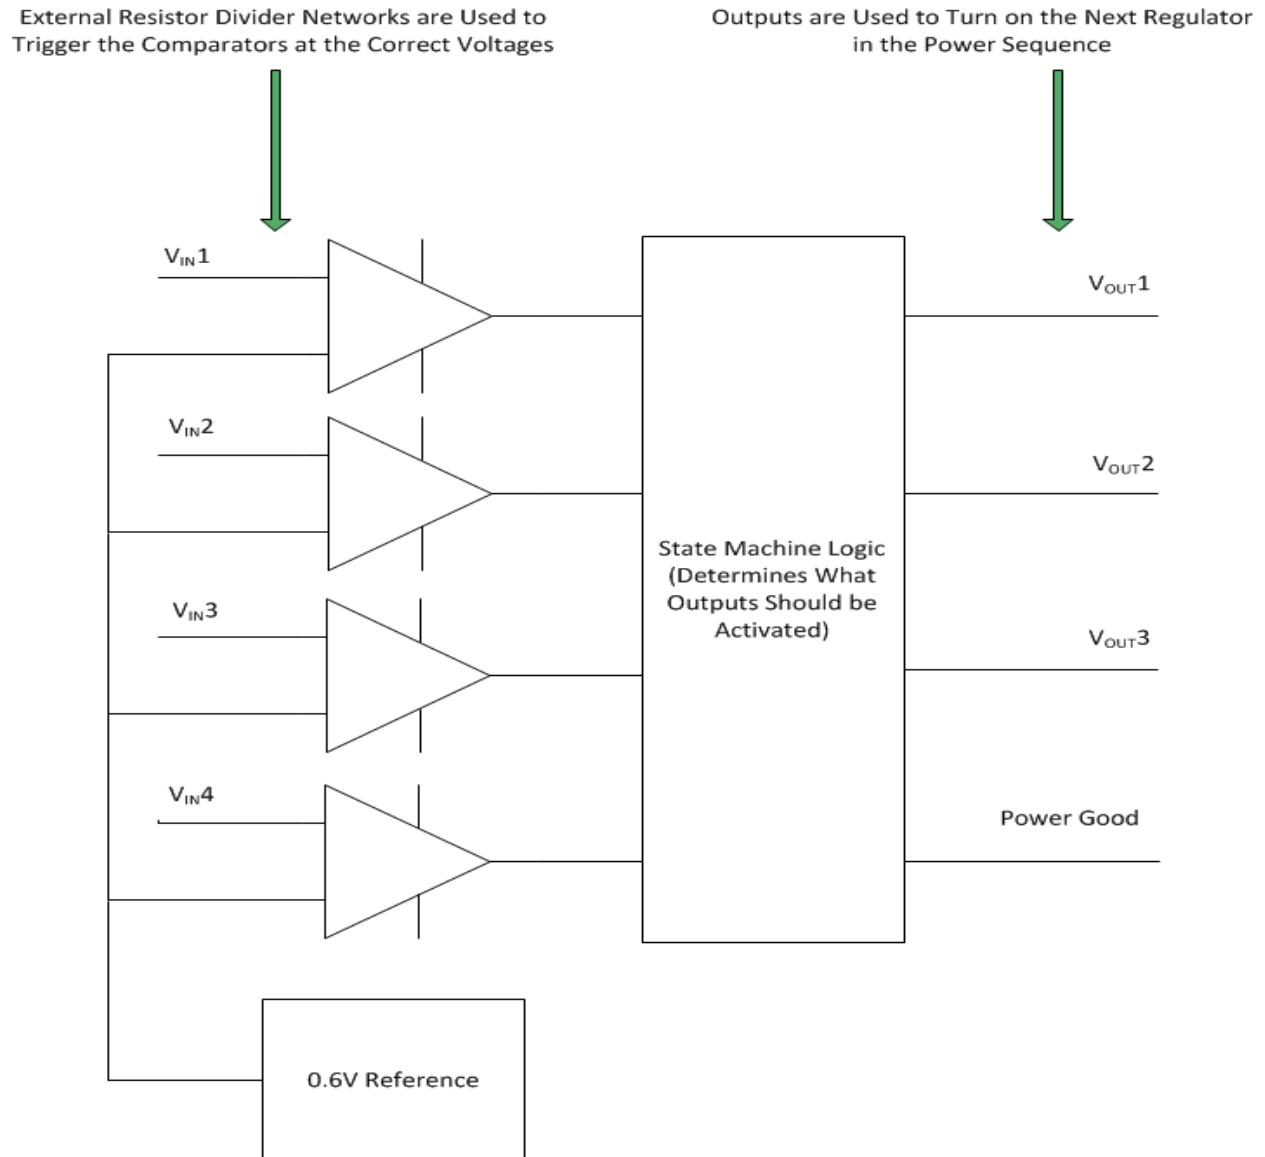 External Resistor Divider Networks are Used to
Trigger the Comparators at the Correct Voltages
Outputs are Used to Turn on the Next Regulator
in the Power Sequence
VIN1
VOUT1
VIN2
VOUT2
State Machine Logic
(Determines What
Outputs Should be
Activated)
VIN3
VOUT3
VIN4
Power Good
0.6V Reference